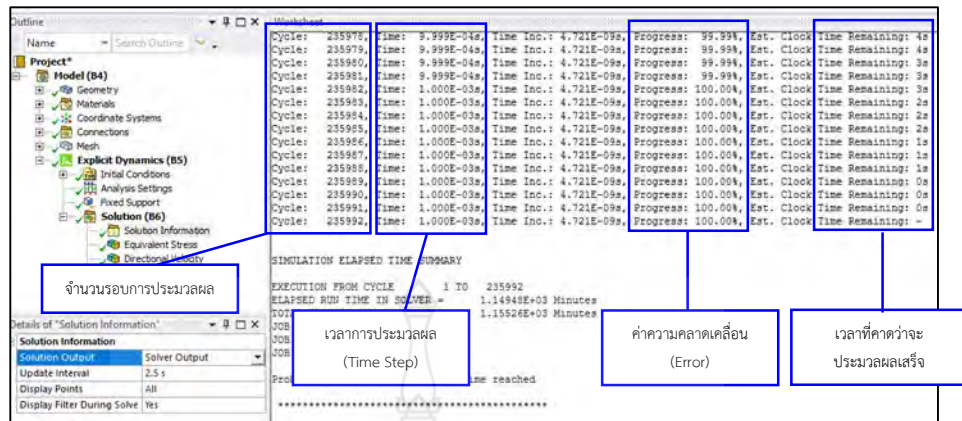 Outline
Name
Search Outline
Project*
Model (B4)
Geometry
Materials
Coordinate Systems
Connections
Mesh
Explicit Dynamics (B5)
Initial Conditions
Analysis Settings
Fixed Support
Solution (B6)
Solution Information
Equivalent Stress
Directional Velocity
จำนวนรอบการประมวลผล
Details of "Solution Information"
Solution Information
Solution Output Solver Output
Update Interval 2.5 s
Display Points All
Display Filter During Solve Yes
Worksheet
Cycle: 235978, Time: 9.999E-04s, Time Inc.: 4.721E-09s, Progress: 99.99%, Est. Clock Time Remaining: 4s
Cycle: 235979, Time: 9.999E-04s, Time Inc.: 4.721E-09s, Progress: 99.99%, Est. Clock Time Remaining: 4s
Cycle: 235980, Time: 9.999E-04s, Time Inc.: 4.721E-09s, Progress: 99.99%, Est. Clock Time Remaining: 3s
Cycle: 235981, Time: 9.999E-04s, Time Inc.: 4.721E-09s, Progress: 99.99%, Est. Clock Time Remaining: 3s
Cycle: 235982, Time: 1.000E-03s, Time Inc.: 4.721E-09s, Progress: 100.00%, Est. Clock Time Remaining: 3s
Cycle: 235983, Time: 1.000E-03s, Time Inc.: 4.721E-09s, Progress: 100.00%, Est. Clock Time Remaining: 2s
Cycle: 235984, Time: 1.000E-03s, Time Inc.: 4.721E-09s, Progress: 100.00%, Est. Clock Time Remaining: 2s
Cycle: 235985, Time: 1.000E-03s, Time Inc.: 4.721E-09s, Progress: 100.00%, Est. Clock Time Remaining: 2s
Cycle: 235986, Time: 1.000E-03s, Time Inc.: 4.721E-09s, Progress: 100.00%, Est. Clock Time Remaining: 1s
Cycle: 235987, Time: 1.000E-03s, Time Inc.: 4.721E-09s, Progress: 100.00%, Est. Clock Time Remaining: 1s
Cycle: 235988, Time: 1.000E-03s, Time Inc.: 4.721E-09s, Progress: 100.00%, Est. Clock Time Remaining: 1s
Cycle: 235989, Time: 1.000E-03s, Time Inc.: 4.721E-09s, Progress: 100.00%, Est. Clock Time Remaining: 0s
Cycle: 235990, Time: 1.000E-03s, Time Inc.: 4.721E-09s, Progress: 100.00%, Est. Clock Time Remaining: 0s
Cycle: 235991, Time: 1.000E-03s, Time Inc.: 4.721E-09s, Progress: 100.00%, Est. Clock Time Remaining: 0s
Cycle: 235992, Time: 1.000E-03s, Time Inc.: 4.721E-09s, Progress: 100.00%, Est. Clock Time Remaining: -
SIMULATION ELAPSED TIME SUMMARY
EXECUTION FROM CYCLE 1 TO 235992
ELAPSED RUN TIME IN SOLVER = 1.14948E+03 Minutes
1.15526E+03 Minutes
JOB
JOB
JOB
ime reached
************************************************
เวลาการประมวลผล
(Time Step)
ค่าความคลาดเคลื่อน
(Error)
เวลาที่คาดว่าจะ
ประมวลผลเสร็จ